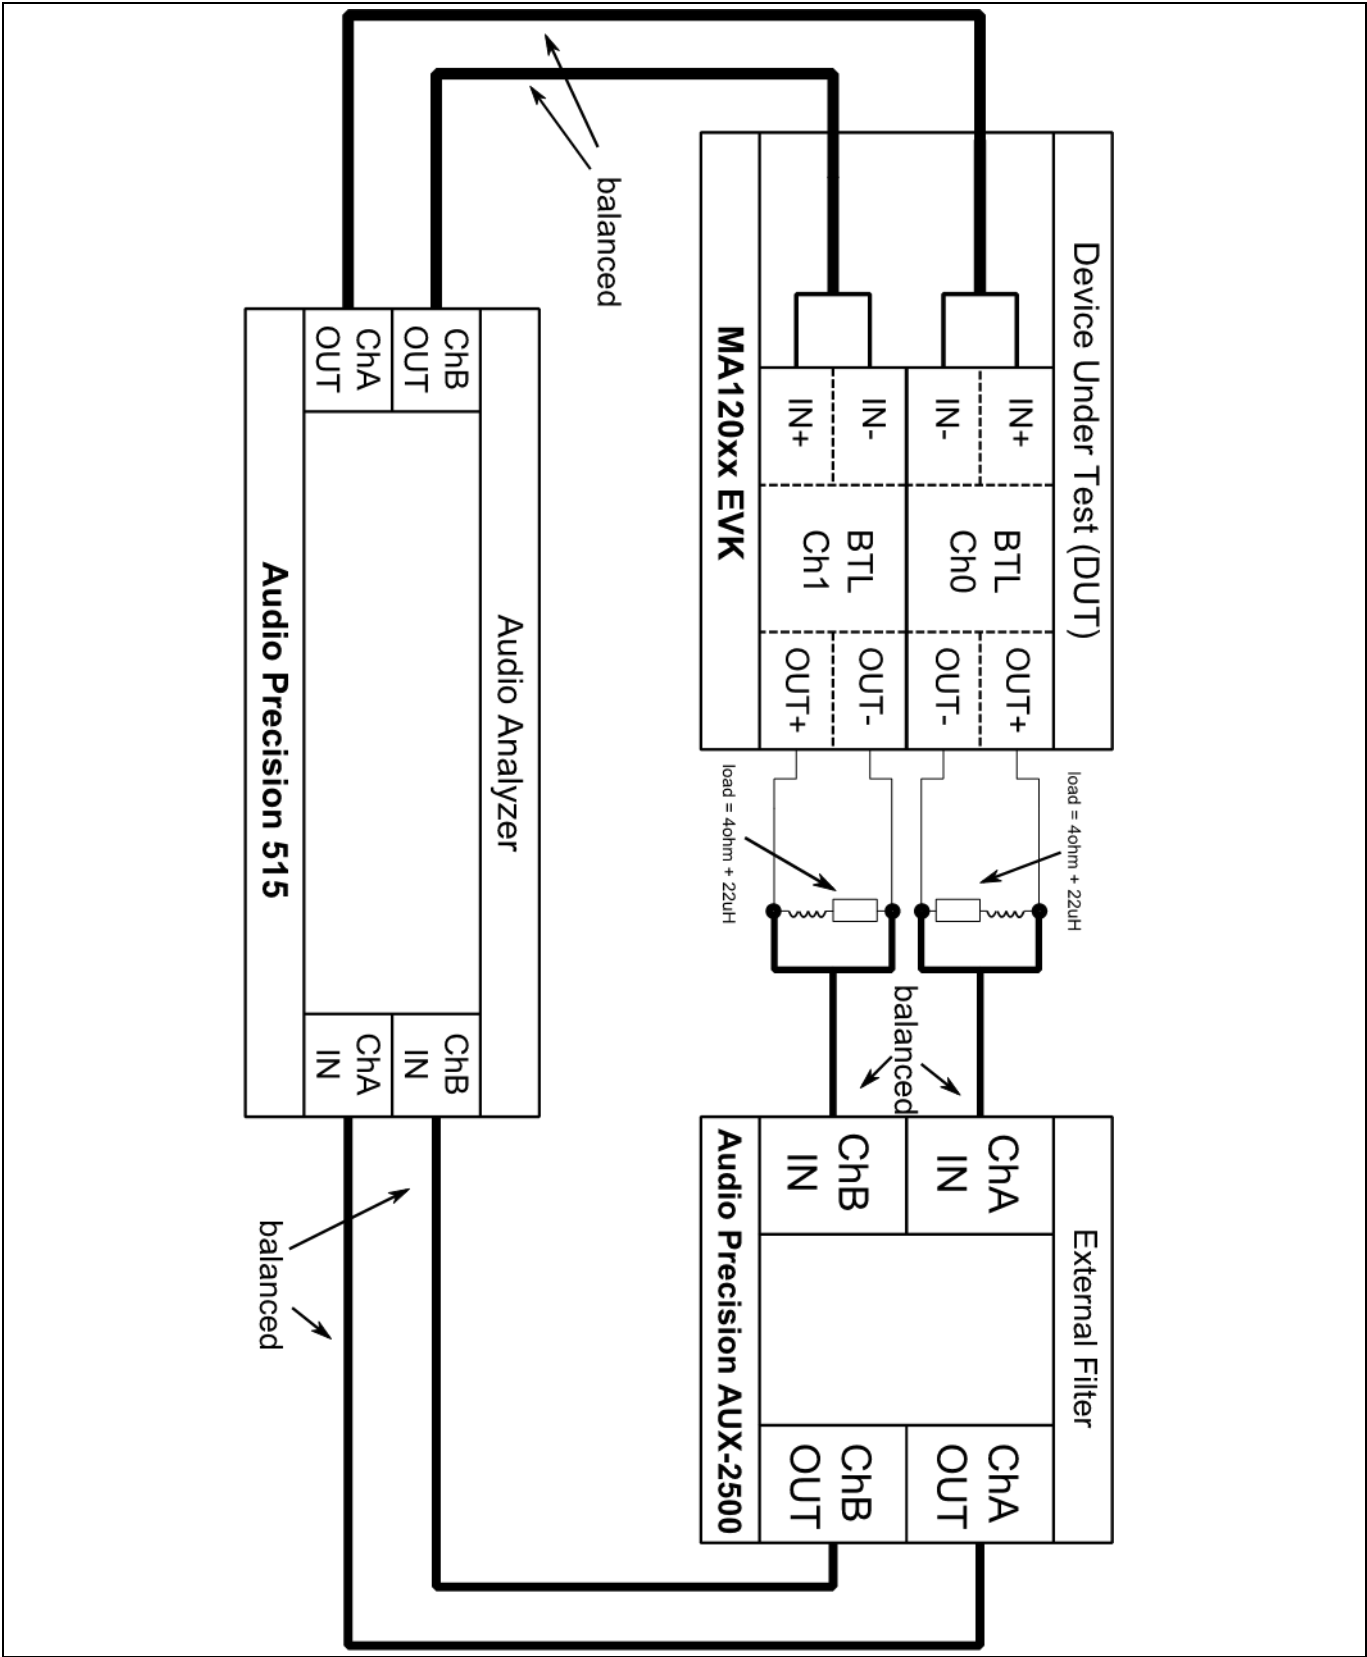 Device Under Test (DUT)
IN+
IN-
IN-
IN+
BTL
Ch0
BTL
Ch1
OUT+
OUT-
OUT-
OUT+
MA120xx EVK
load = 4ohm + 22uH
load = 4ohm + 22uH
balanced
External Filter
ChA
IN
ChB
IN
ChA
OUT
ChB
OUT
Audio Precision AUX-2500
balanced
Audio Analyzer
ChB
OUT
ChA
OUT
ChB
IN
ChA
IN
Audio Precision 515
balanced